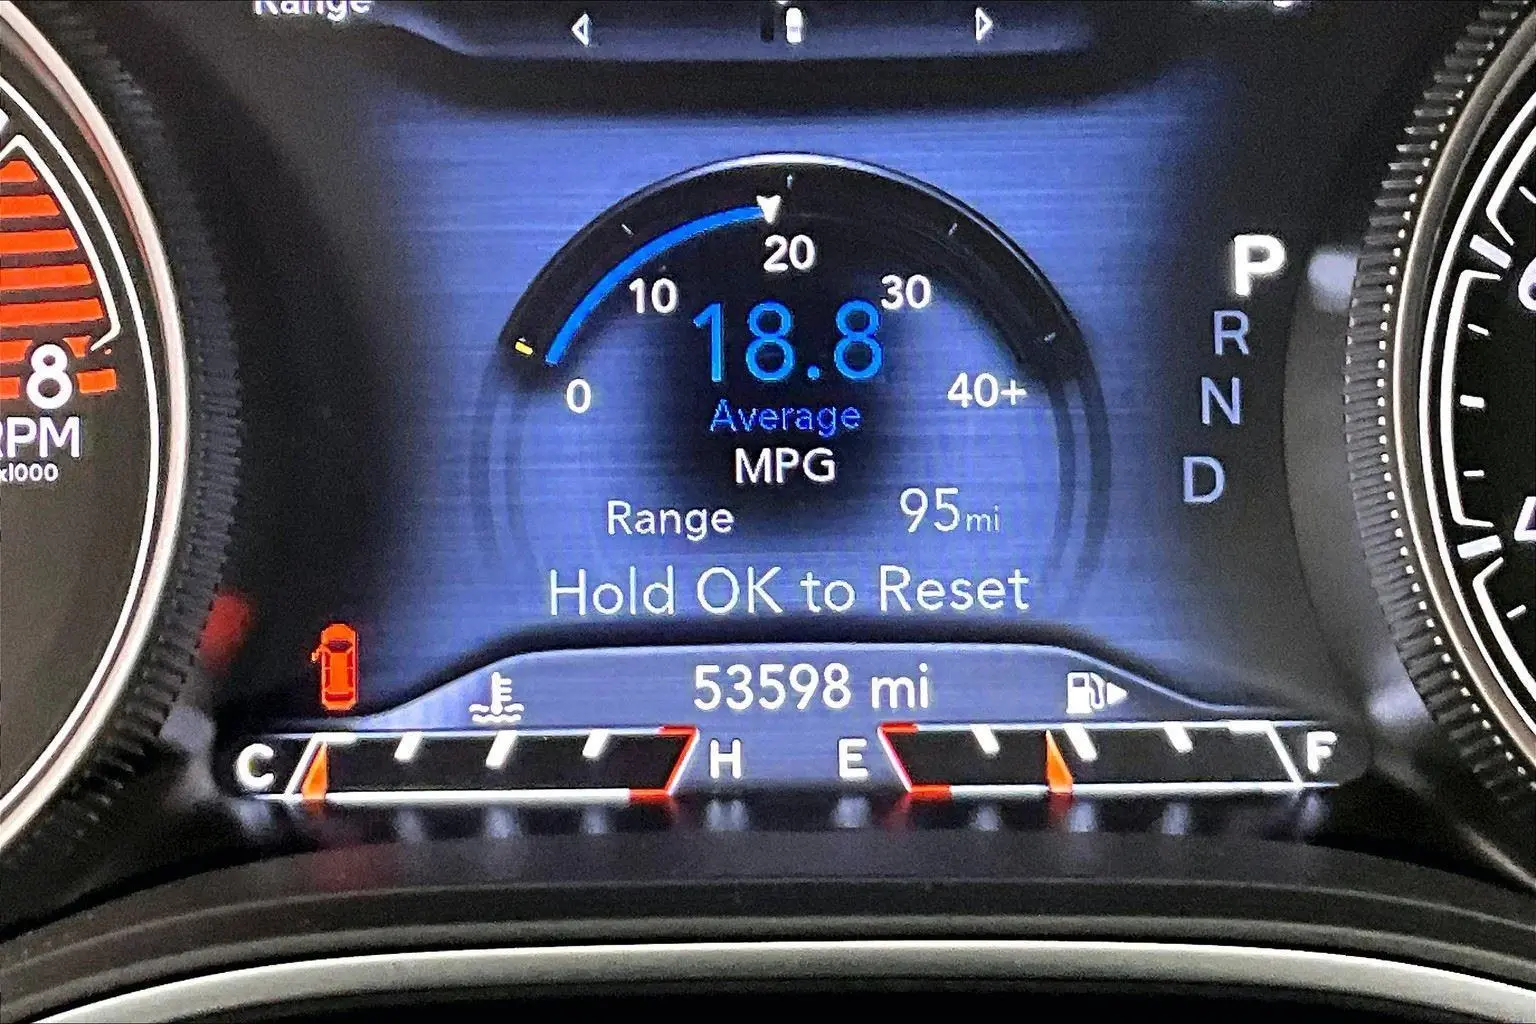 Range
10
20
30
18.8
0
40+
Average
MPG
Range 95mi
Hold OK to Reset
53598 mi
C H E F
P
R
N
D
8
RPM
x1000